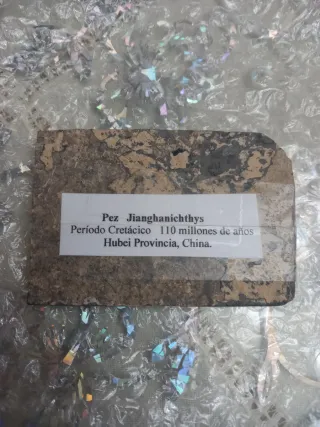 Pez Jianghanichthys
Período Cretácico 110 millones de años
Hubei Provincia, China.